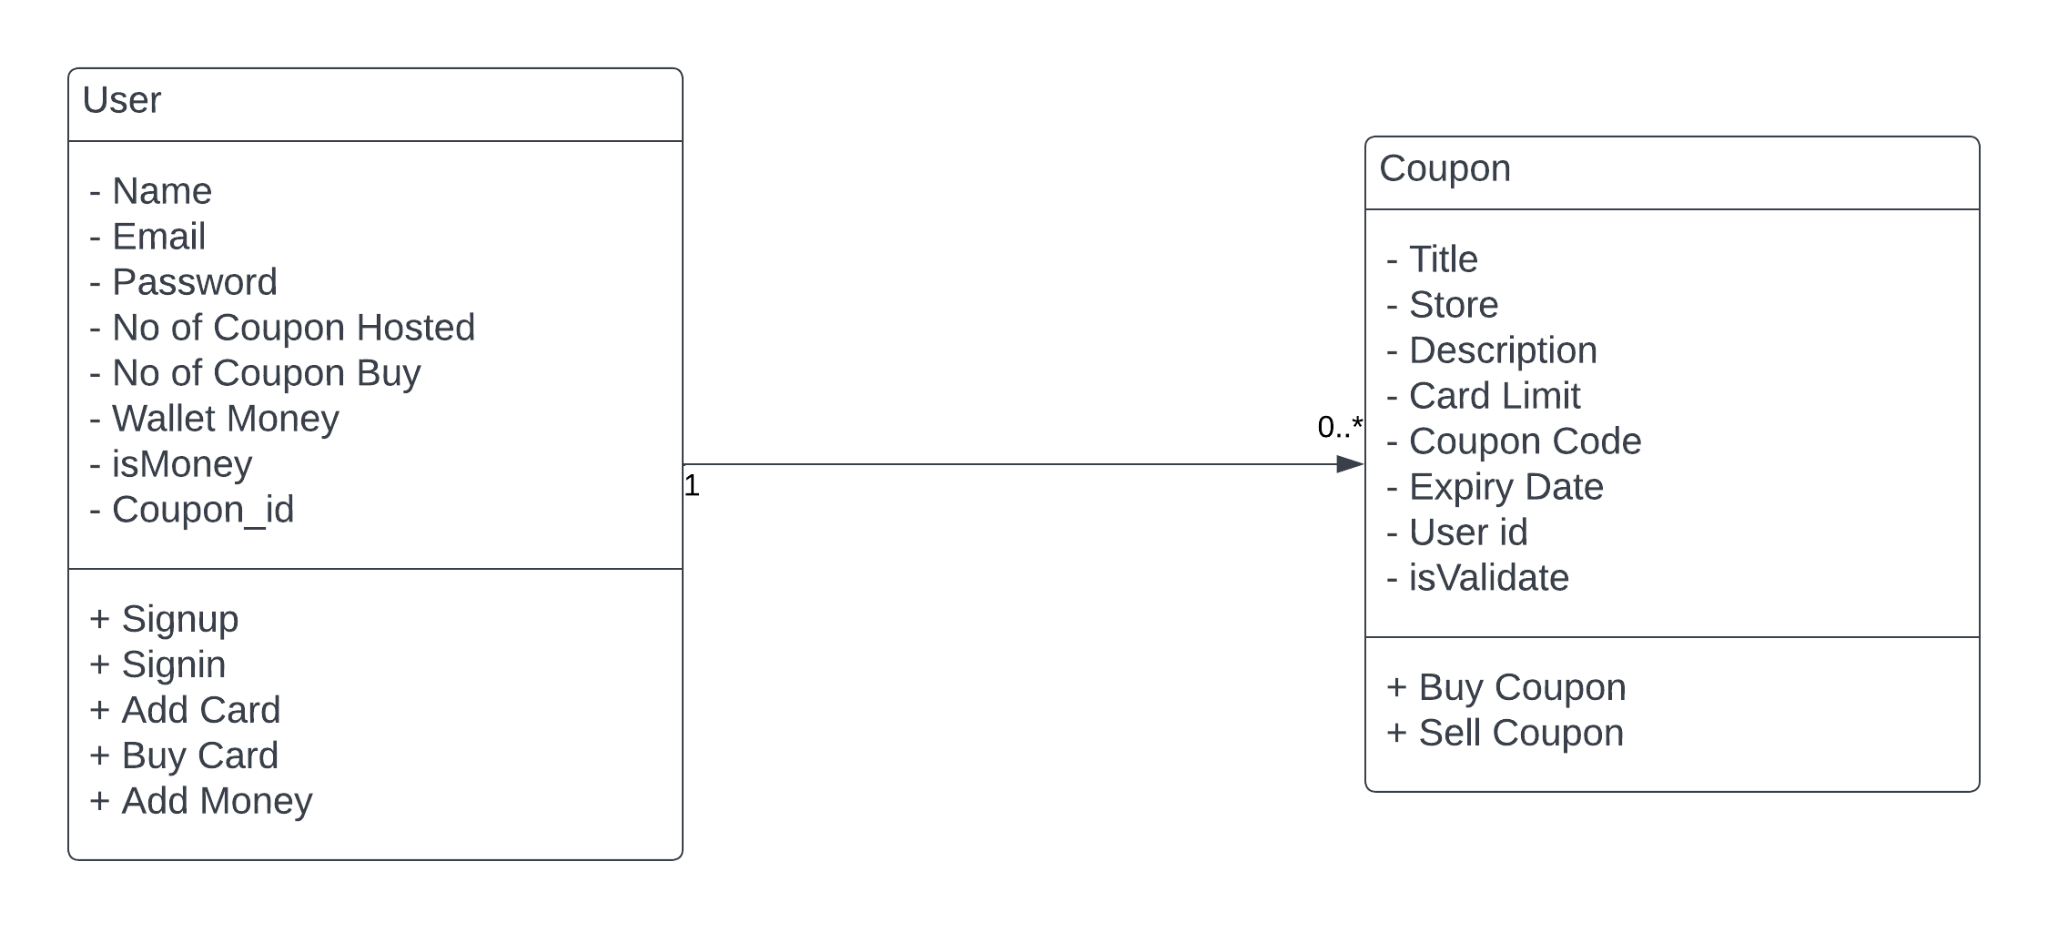 User
- Name
- Email
- Password
- No of Coupon Hosted
- No of Coupon Buy
- Wallet Money
- isMoney
- Coupon_id
+ Signup
+ Signin
+ Add Card
+ Buy Card
+ Add Money
1
0..*
Coupon
- Title
- Store
- Description
- Card Limit
- Coupon Code
- Expiry Date
- User id
- isValidate
+ Buy Coupon
+ Sell Coupon